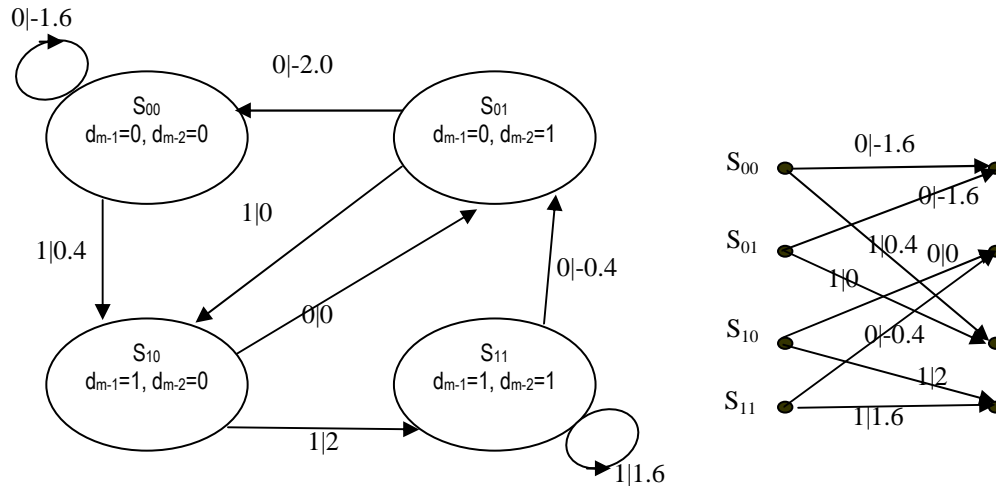 0|-1.6
0|-2.0
S00
dm-1=0, dm-2=0
S01
dm-1=0, dm-2=1
1|0.4
1|0
0|0
0|-0.4
S10
dm-1=1, dm-2=0
S11
dm-1=1, dm-2=1
1|2
1|1.6
S00
0|-1.6
0|-1.6
S01
1|0.4
0|0
1|0
S10
0|-0.4
1|2
S11
1|1.6